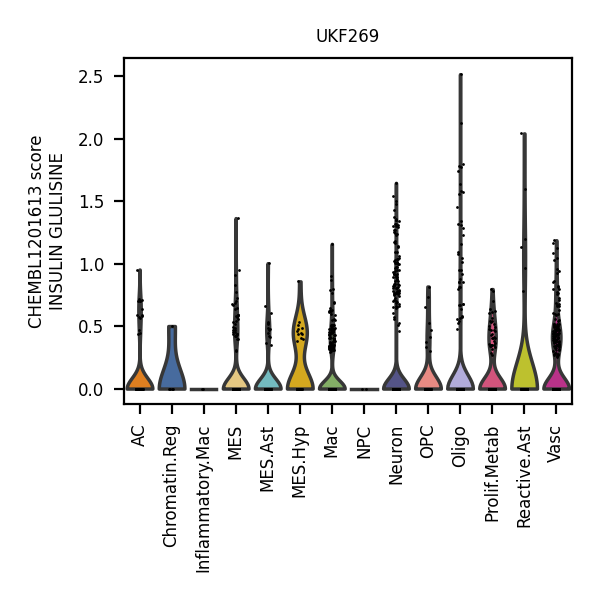 UKF269
CHEMBL1201613 score
INSULIN GLULISINE
2.5
2.0
1.5
1.0
0.5
0.0
AC
Chromatin.Reg
Inflammatory.Mac
MES
MES.Ast
MES.Hyp
Mac
NPC
Neuron
OPC
Oligo
Prolif.Metab
Reactive.Ast
Vasc